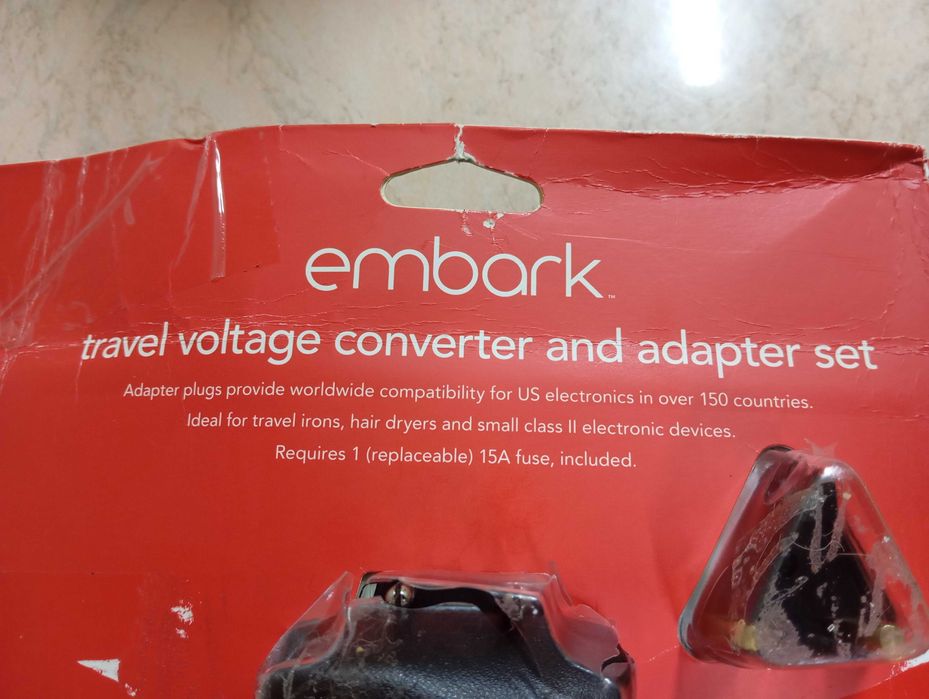 embark™
travel voltage converter and adapter set
Adapter plugs provide worldwide compatibility for US electronics in over 150 countries.
Ideal for travel irons, hair dryers and small class II electronic devices.
Requires 1 (replaceable) 15A fuse, included.